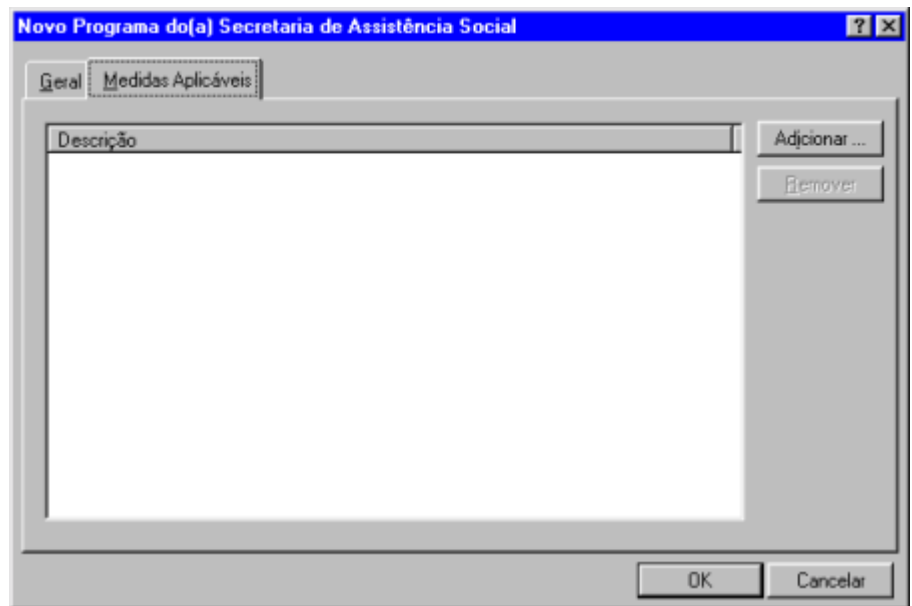 Novo Programa do(a) Secretaria de Assistência Social
Geral Medidas Aplicáveis
Descrição
Adicionar ...
Remover
OK Cancelar